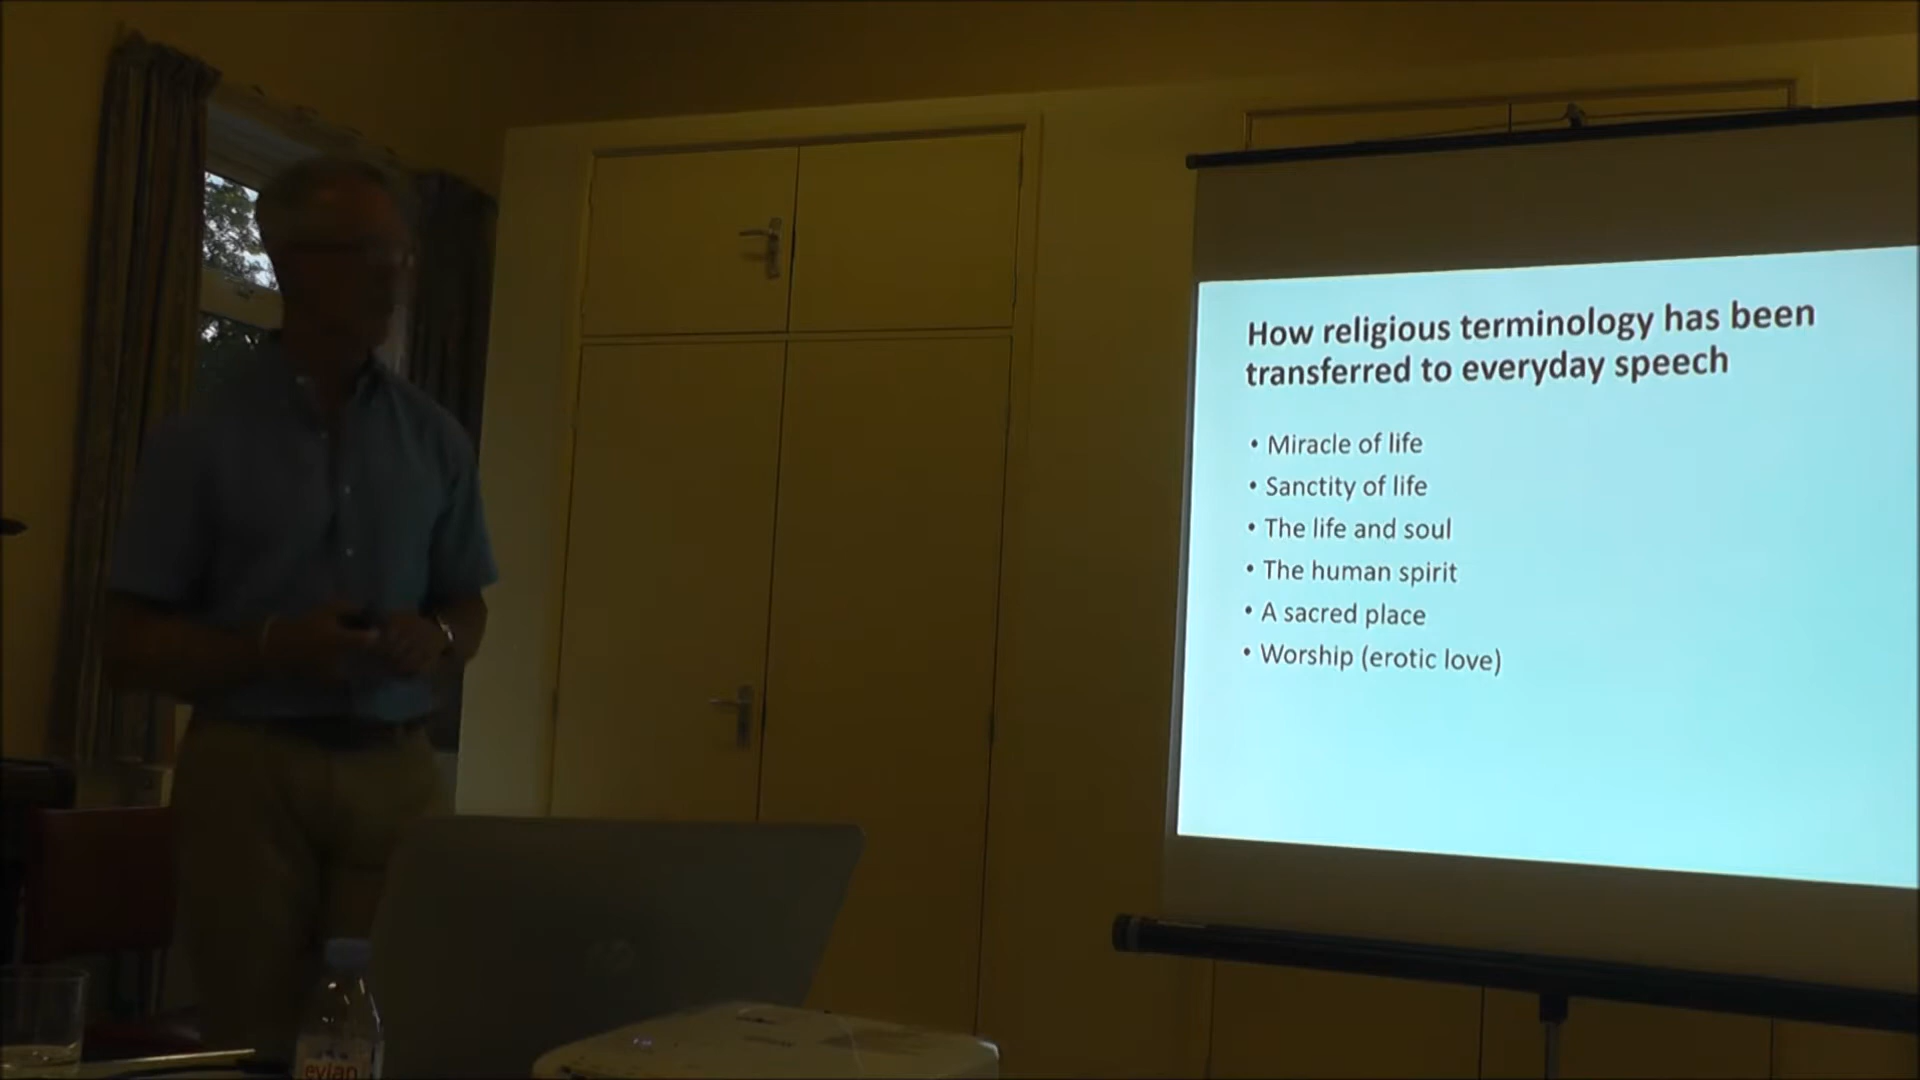 How religious terminology has been
transferred to everyday speech
• Miracle of life
• Sanctity of life
• The life and soul
• The human spirit
• A sacred place
• Worship (erotic love)
evian